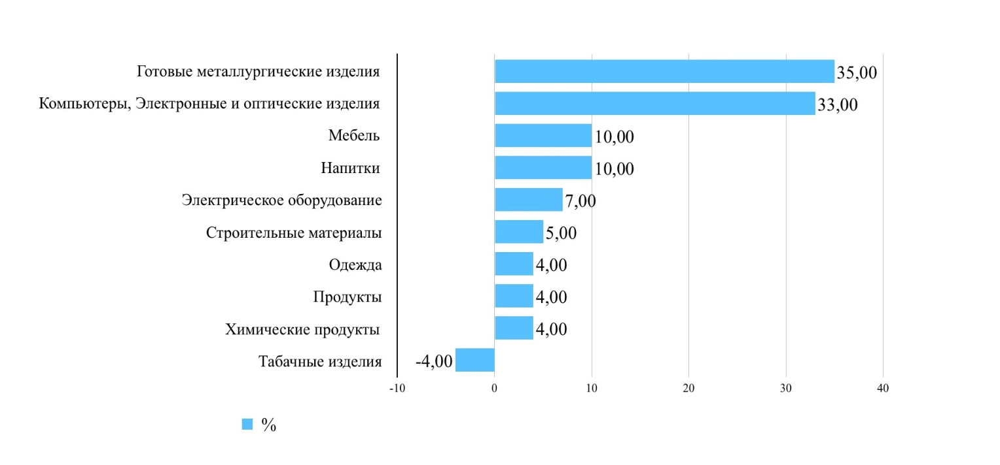 Готовые металлургические изделия 35,00
Компьютеры, Электронные и оптические изделия 33,00
Мебель 10,00
Напитки 10,00
Электрическое оборудование 7,00
Строительные материалы 5,00
Одежда 4,00
Продукты 4,00
Химические продукты 4,00
Табачные изделия -4,00
-10 0 10 20 30 40
%